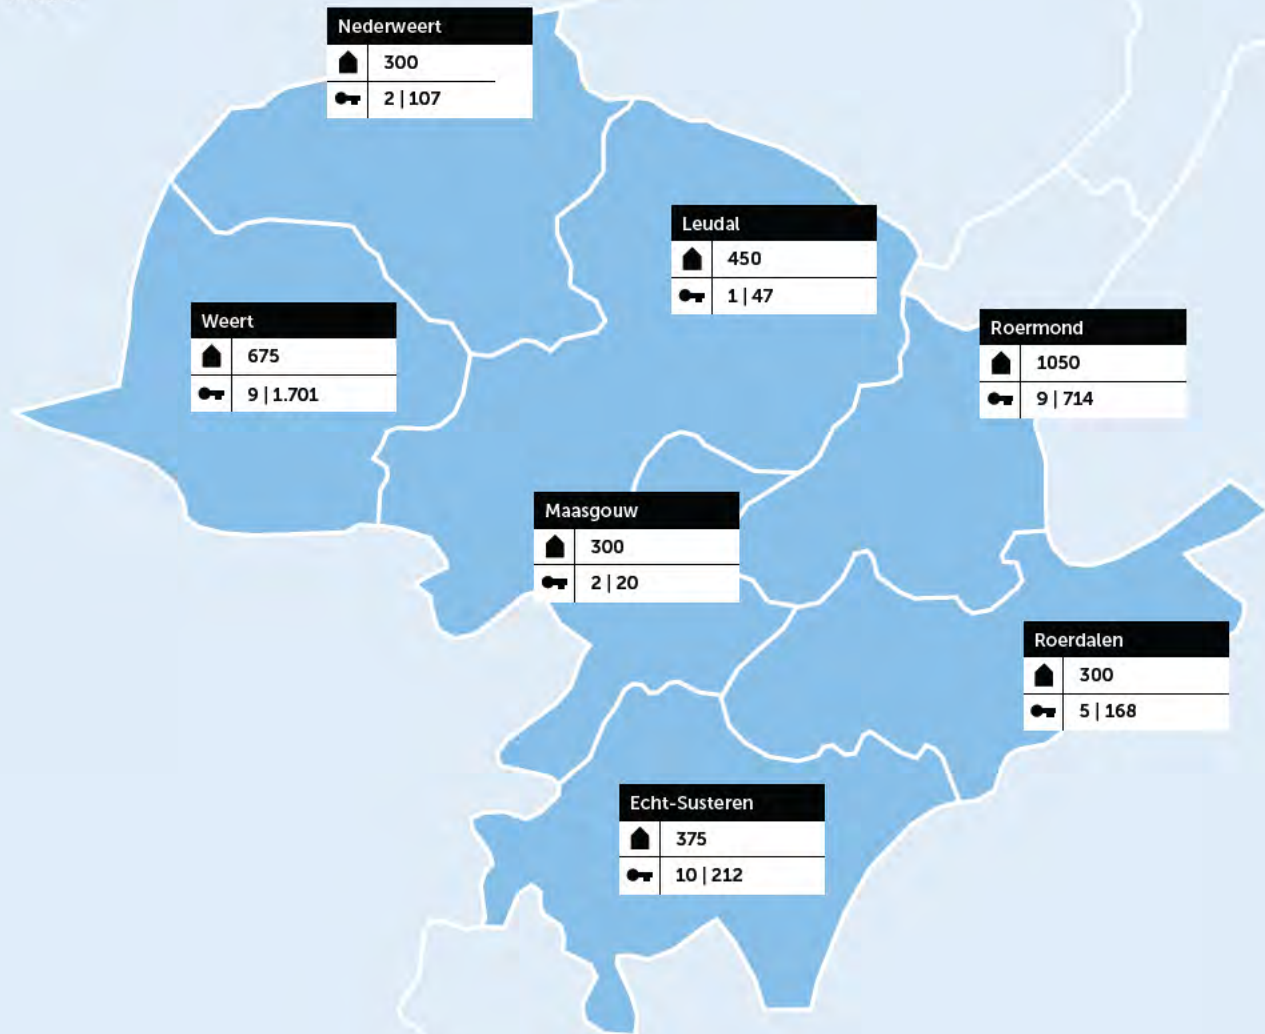 Nederweert
300
2 | 107
Leudal
450
1 | 47
Weert
675
9 | 1.701
Roermond
1050
9 | 714
Maasgouw
300
2 | 20
Roerdalen
300
5 | 168
Echt-Susteren
375
10 | 212